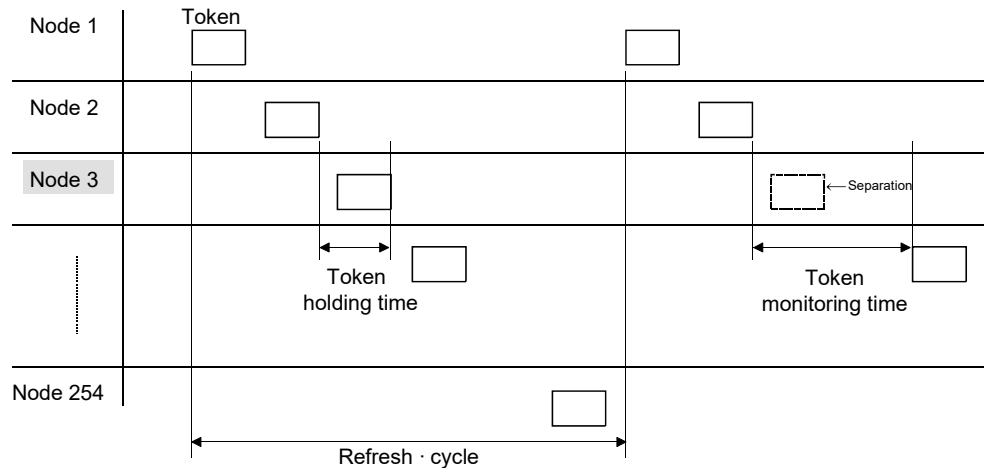 Token
Node 1
Node 2
Node 3
←Separation
Token
holding time
Token
monitoring time
Node 254
Refresh · cycle